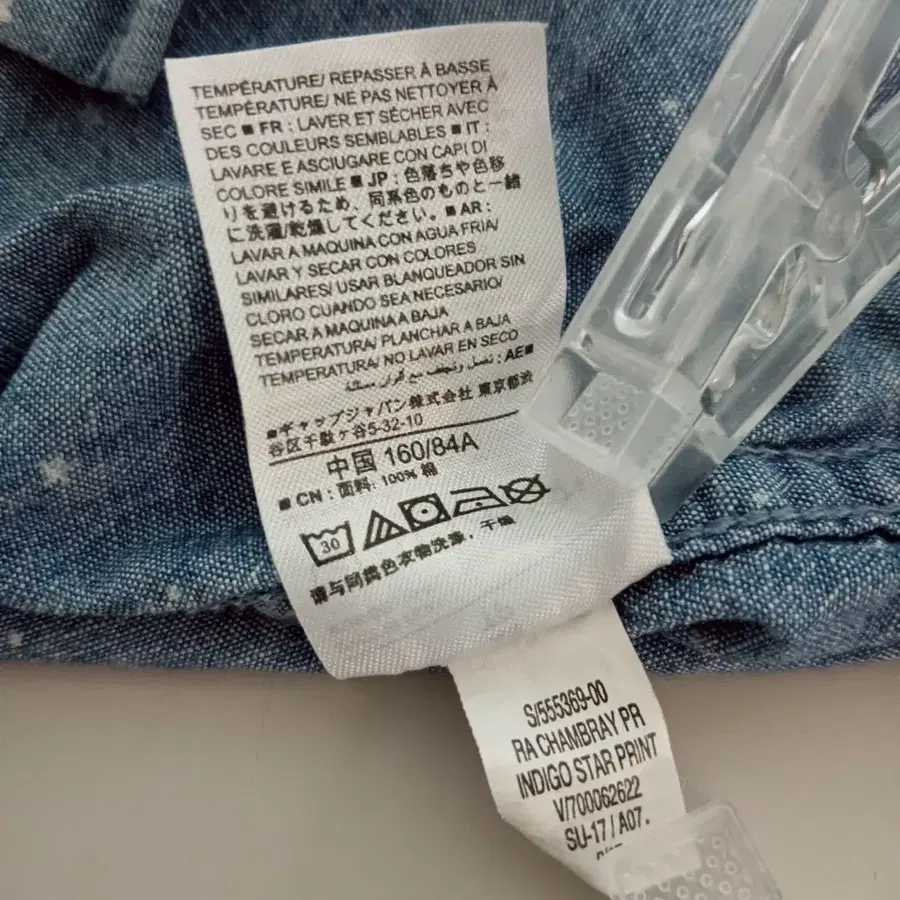 TEMPÉRATURE/ REPASSER À BASSE
TEMPÉRATURE/ NE PAS NETTOYER À
SEC ■ FR : LAVER ET SÉCHER AVEC
DES COULEURS SEMBLABLES ■ IT :
LAVARE E ASCIUGARE CON CAPI DI
COLORE SIMILE ■ JP : 色落ちや色移
りを避けるため、同系色のものと一緒
に洗濯/乾燥してください。 ■ AR :
LAVAR A MAQUINA CON AGUA FRIA/
LAVAR Y SECAR CON COLORES
SIMILARES/ USAR BLANQUEADOR SIN
CLORO CUANDO SEA NECESARIO/
SECAR A MAQUINA A BAJA
TEMPERATURA/ PLANCHAR A BAJA
TEMPERATURA/ NO LAVAR EN SECO
■AE : تغسل وتجفف مع ألوان مماثلة
■ギャップジャパン株式会社 東京都渋
谷区千駄ヶ谷5-32-10
中国 160/84A
■ CN : 面料: 100% 棉
30
请与同类色衣物洗涤，干燥
S/555369-00
RA CHAMBRAY PR
INDIGO STAR PRINT
V/700062622
SU-17 / A07.